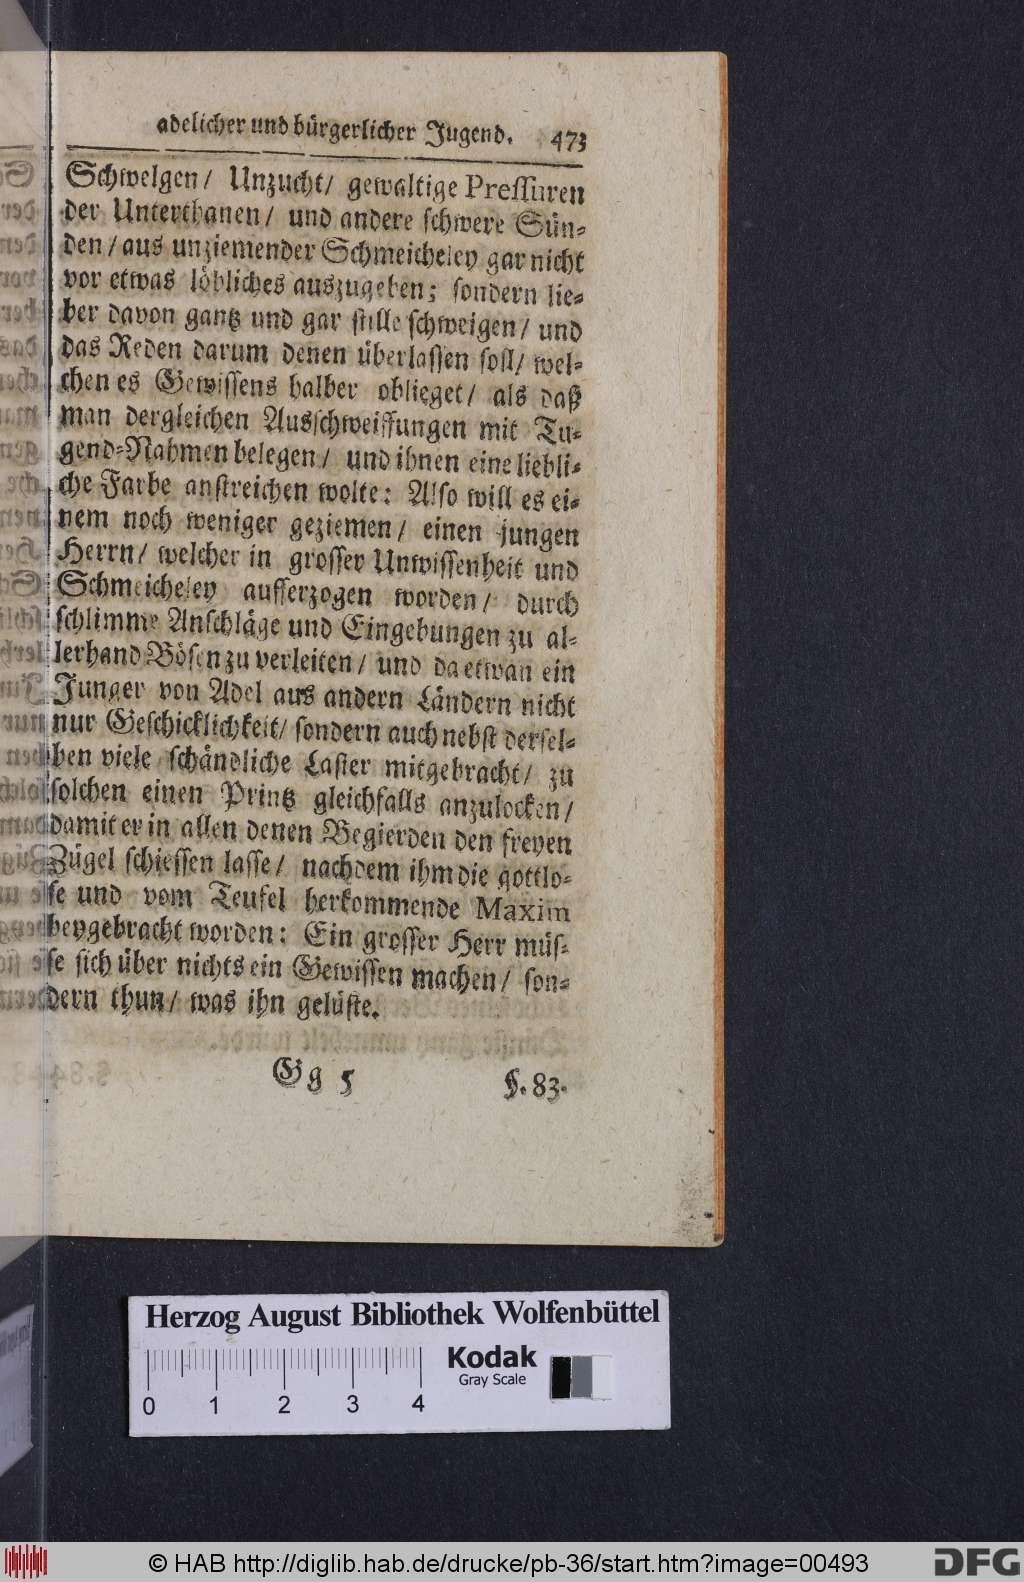 adelicher und bürgerlicher Jugend. 473
Schwelgen/ Unzucht/ gewaltige Pressuren
der Unterthanen/ und andere schwere Sün-
den/ aus unziemender Schmeicheley gar nicht
vor etwas löbliches auszugeben; sondern lie-
ber davon gantz und gar stille schweigen/ und
das Reden darum denen überlassen soll/ wel-
chen es Gewissens halber oblieget/ als daß
man dergleichen Ausschweiffungen mit Tu-
gend-Nahmen belegen/ und ihnen eine liebli-
che Farbe anstreichen wolte: Also will es ei-
nem noch weniger geziemen/ einen jungen
Herrn/ welcher in grosser Unwissenheit und
Schmeicheley aufferzogen worden/ durch
schlimme Anschläge und Eingebungen zu al-
lerhand Bösen zu verleiten/ und da etwan ein
Junger von Adel aus andern Ländern nicht
nur Geschicklichkeit/ sondern auch nebst dersel-
ben viele schändliche Laster mitgebracht/ zu
solchen einen Printz gleichfalls anzulocken/
damit er in allen denen Begierden den freyen
Zügel schiessen lasse/ nachdem ihm die gottlo-
se und vom Teufel herkommende Maxim
beygebracht worden: Ein grosser Herr müs-
se sich über nichts ein Gewissen machen/ son-
dern thun/ was ihn gelüste.
Gg 5 §. 83.
Herzog August Bibliothek Wolfenbüttel
Kodak
Gray Scale
0 1 2 3 4
© HAB http://diglib.hab.de/drucke/pb-36/start.htm?image=00493
DFG